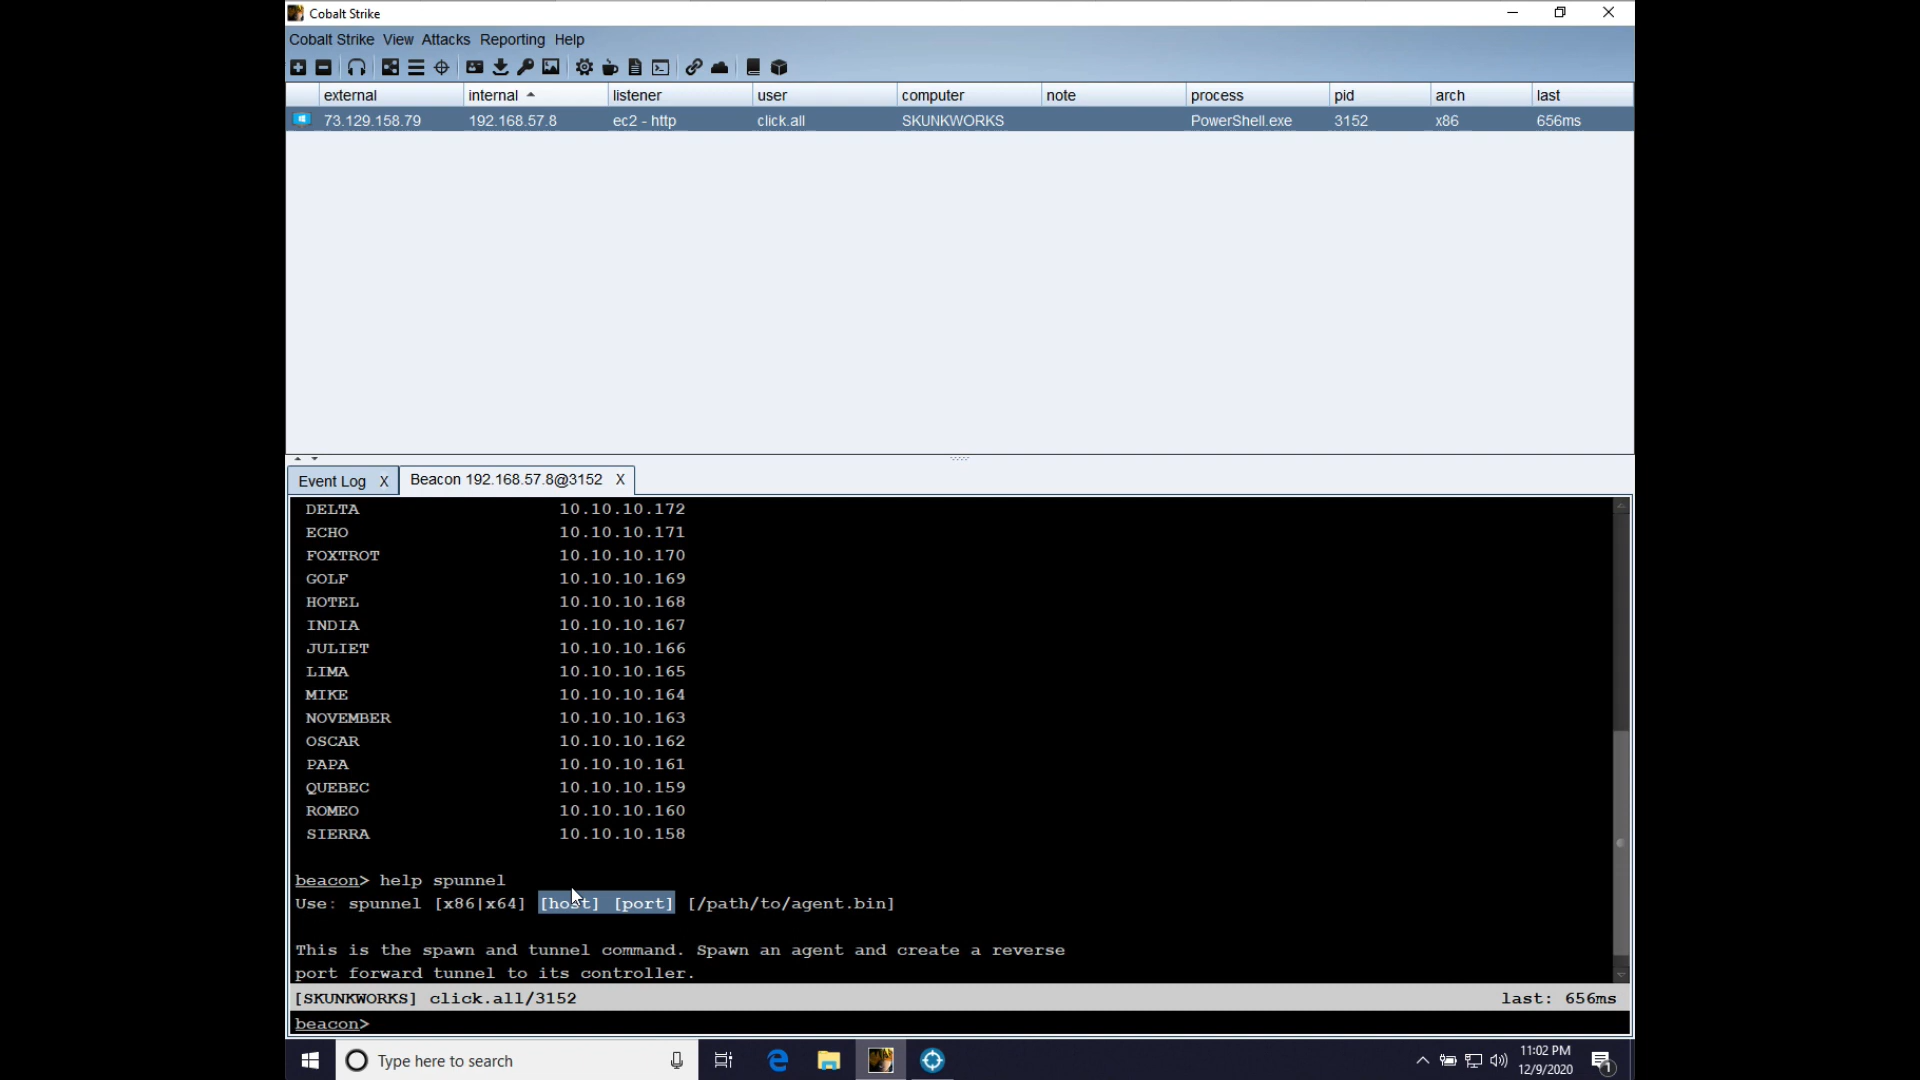 Cobalt Strike
Cobalt Strike View Attacks Reporting Help
external internal listener user computer note process pid arch last
73.129.158.79 192.168.57.8 ec2 - http click.all SKUNKWORKS PowerShell.exe 3152 x86 656ms
Event Log X Beacon 192.168.57.8@3152 X
DELTA 10.10.10.172
ECHO 10.10.10.171
FOXTROT 10.10.10.170
GOLF 10.10.10.169
HOTEL 10.10.10.168
INDIA 10.10.10.167
JULIET 10.10.10.166
LIMA 10.10.10.165
MIKE 10.10.10.164
NOVEMBER 10.10.10.163
OSCAR 10.10.10.162
PAPA 10.10.10.161
QUEBEC 10.10.10.159
ROMEO 10.10.10.160
SIERRA 10.10.10.158
beacon> help spunnel
Use: spunnel [x86|x64] [host] [port] [/path/to/agent.bin]
This is the spawn and tunnel command. Spawn an agent and create a reverse
port forward tunnel to its controller.
[SKUNKWORKS] click.all/3152 last: 656ms
beacon>
Type here to search
11:02 PM
12/9/2020
1